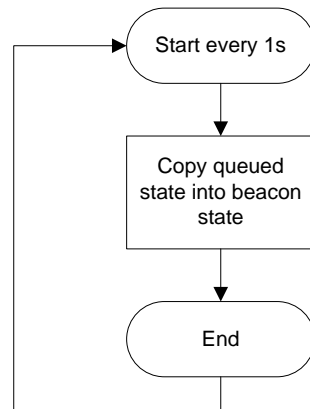 Start every 1s
Copy queued
state into beacon
state
End